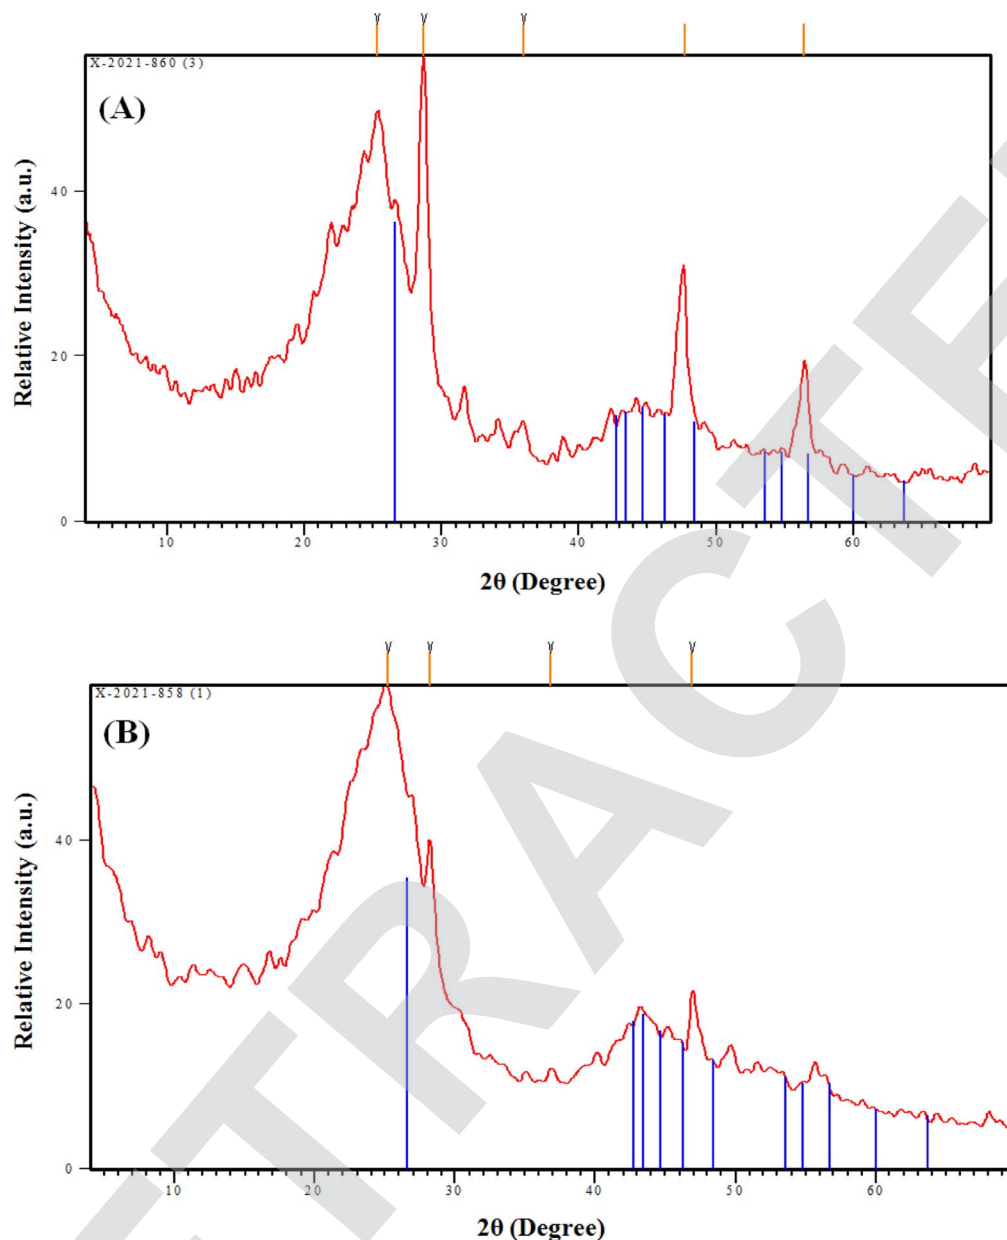 X-2021-860 (3)
(A)
Relative Intensity (a.u.)
40
20
0
10 20 30 40 50 60
2θ (Degree)
X-2021-858 (1)
(B)
Relative Intensity (a.u.)
40
20
0
10 20 30 40 50 60
2θ (Degree)
TRACTE